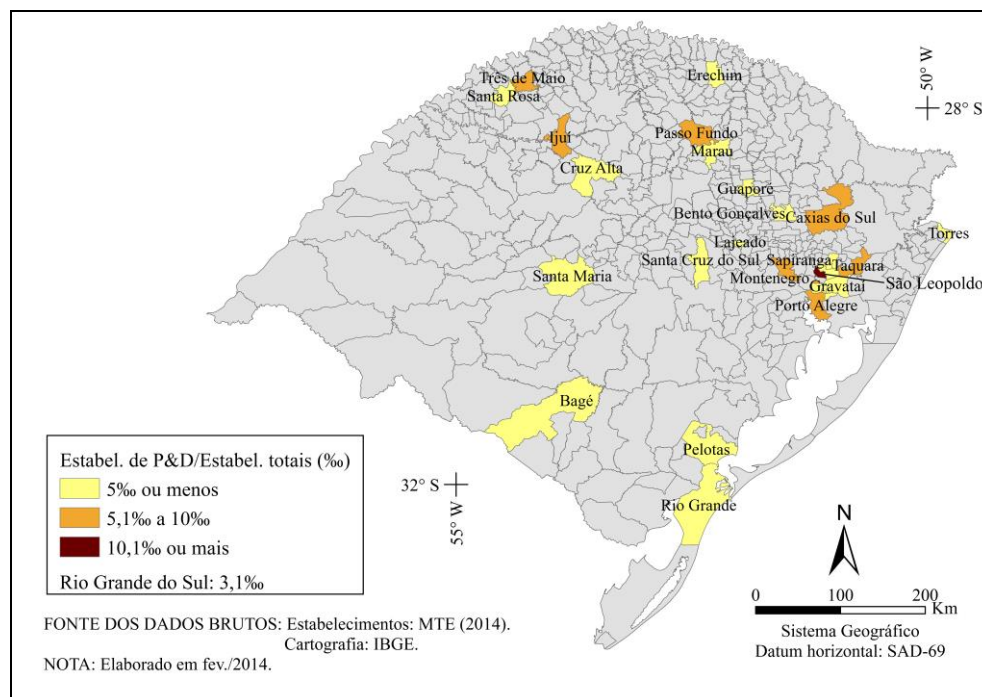 50° W
28° S
Erechim
Três de Maio
Santa Rosa
Passo Fundo
Ijuí
Marau
Cruz Alta
Guaporé
Bento Gonçalves
Caxias do Sul
Torres
Lajeado
Santa Cruz do Sul
Sapiranga
Taquara
Santa Maria
Montenegro
São Leopoldo
Gravataí
Porto Alegre
Bagé
Pelotas
Rio Grande
32° S
55° W
Estabel. de P&D/Estabel. totais (‰)
5‰ ou menos
5,1‰ a 10‰
10,1‰ ou mais
Rio Grande do Sul: 3,1‰
N
0 100 200
Km
Sistema Geográfico
Datum horizontal: SAD-69
FONTE DOS DADOS BRUTOS: Estabelecimentos: MTE (2014).
Cartografia: IBGE.
NOTA: Elaborado em fev./2014.